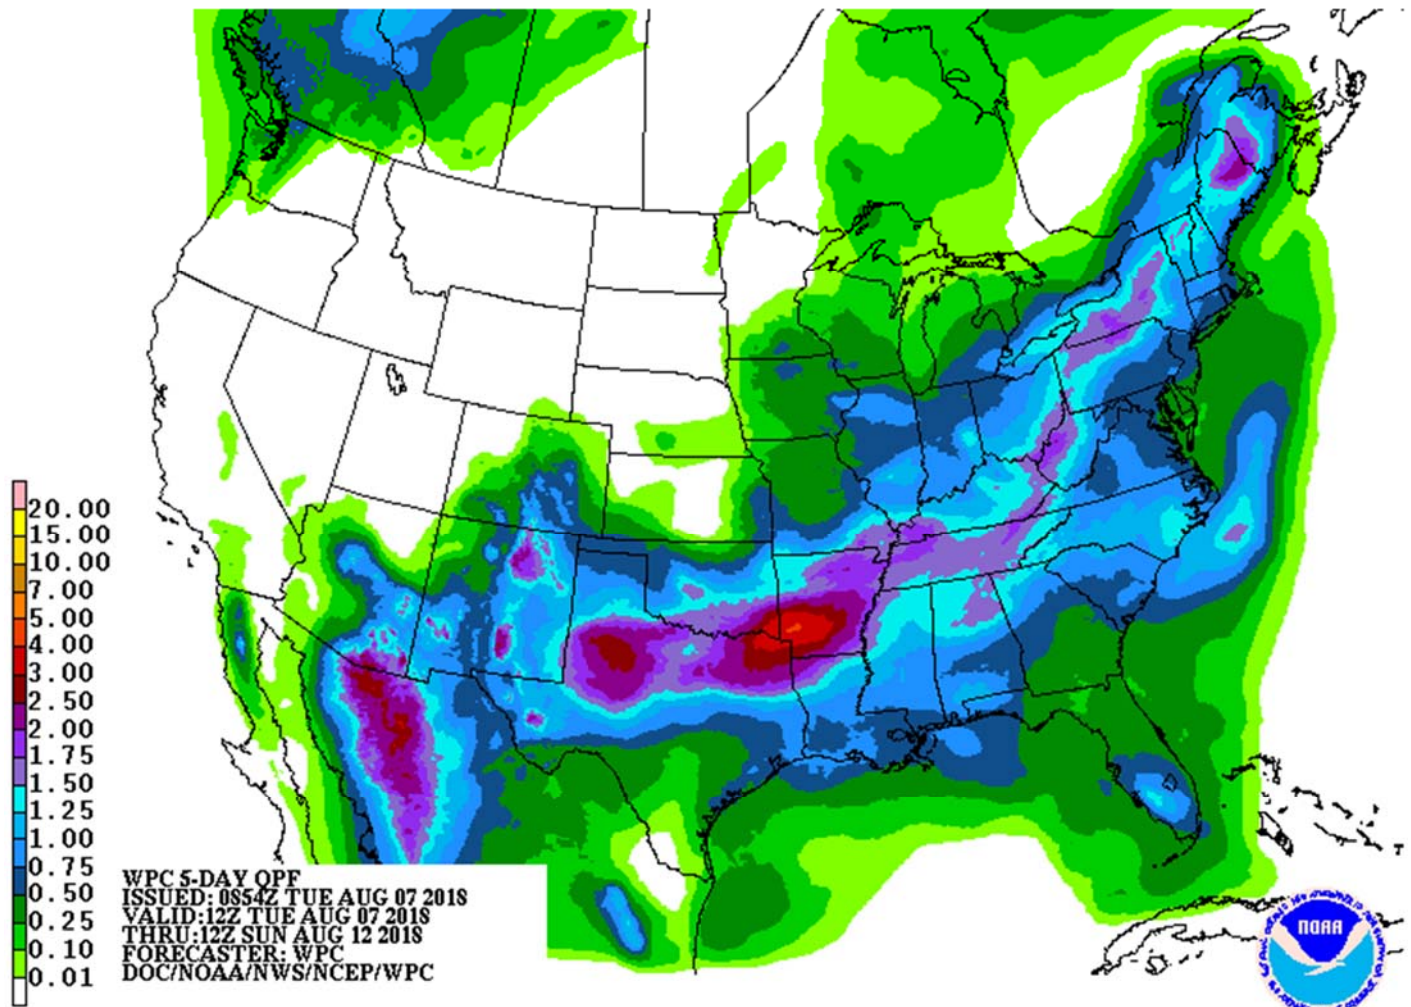 20.00
15.00
10.00
7.00
5.00
4.00
3.00
2.50
2.00
1.75
1.50
1.25
1.00
0.75
0.50
0.25
0.10
0.01
WPC 5-DAY QPF
ISSUED: 0854Z TUE AUG 07 2018
VALID:12Z TUE AUG 07 2018
THRU:12Z SUN AUG 12 2018
FORECASTER: WPC
DOC/NOAA/NWS/NCEP/WPC
NOAA